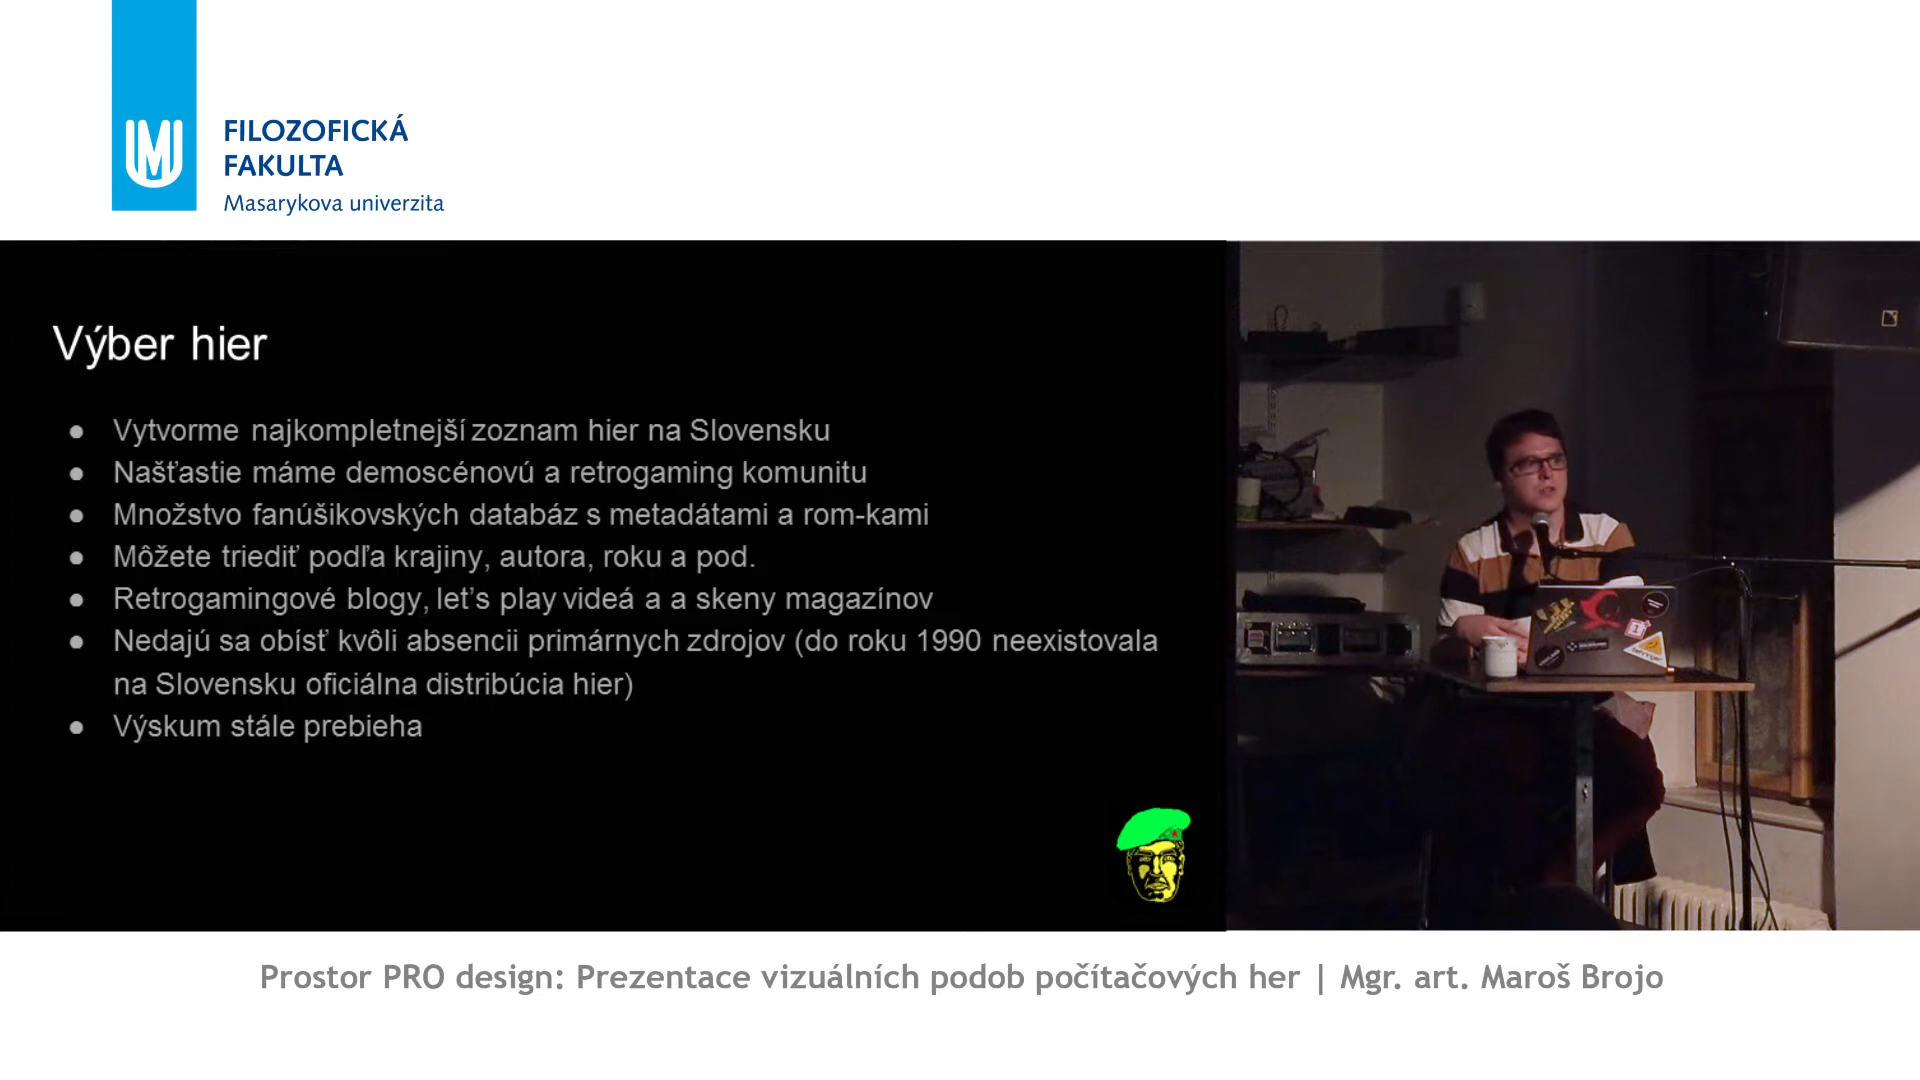 FILOZOFICKÁ
FAKULTA
Masarykova univerzita
Výber hier
● Vytvorme najkompletnejší zoznam hier na Slovensku
● Našťastie máme demoscénovú a retrogaming komunitu
● Množstvo fanúšikovských databáz s metadátami a rom-kami
● Môžete triediť podľa krajiny, autora, roku a pod.
● Retrogamingové blogy, let's play videá a a skeny magazínov
● Nedajú sa obísť kvôli absencii primárnych zdrojov (do roku 1990 neexistovala
na Slovensku oficiálna distribúcia hier)
● Výskum stále prebieha
Prostor PRO design: Prezentace vizuálních podob počítačových her | Mgr. art. Maroš Brojo